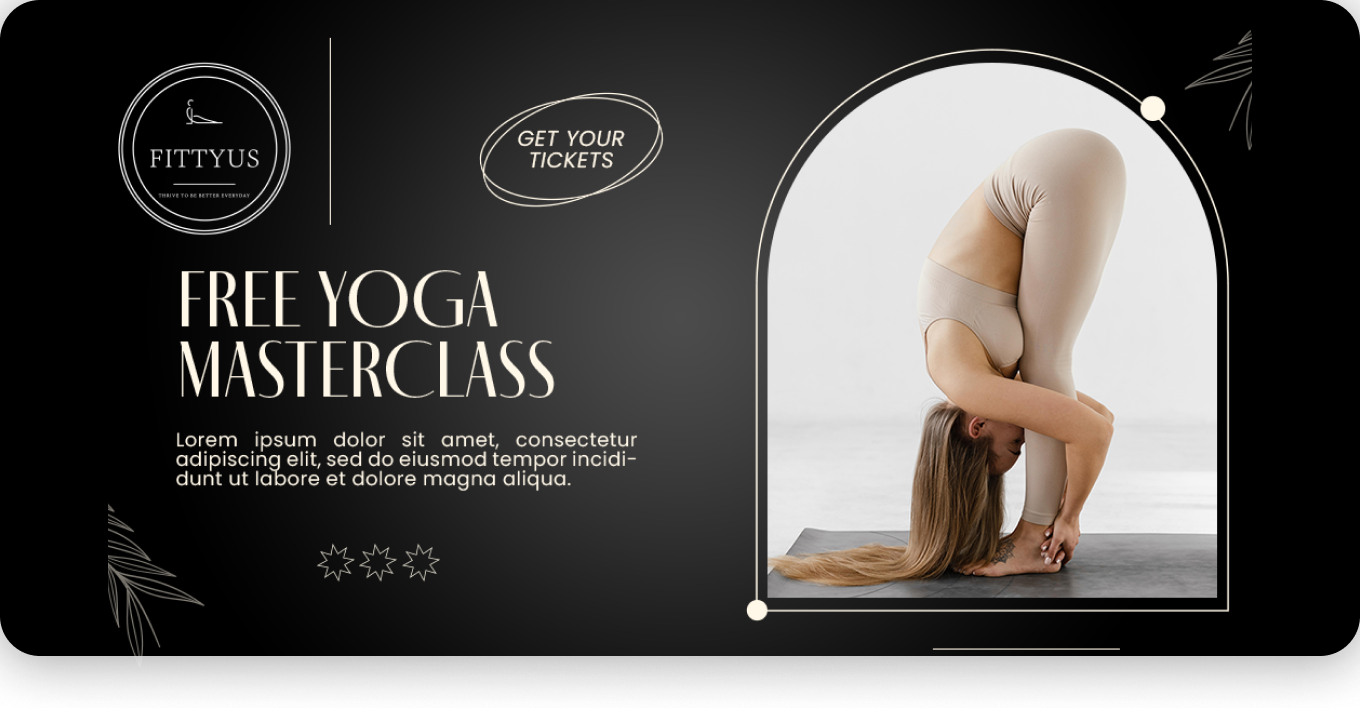 FITTYUS
THRIVE TO BE BETTER EVERYDAY
GET YOUR
TICKETS
FREE YOGA
MASTERCLASS
Lorem ipsum dolor sit amet, consectetur
adipiscing elit, sed do eiusmod tempor incidi-
dunt ut labore et dolore magna aliqua.